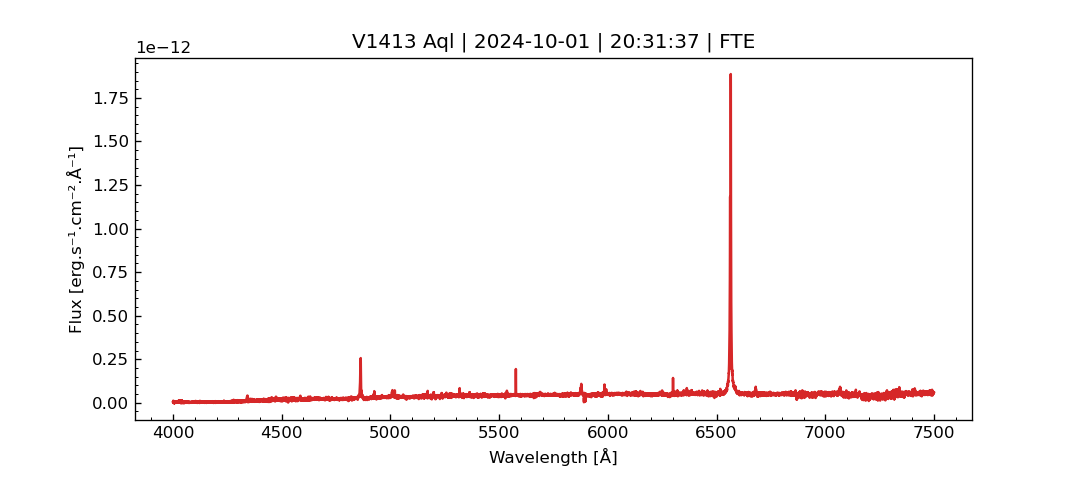 V1413 Aql | 2024-10-01 | 20:31:37 | FTE
1e−12
1.75
1.50
1.25
1.00
0.75
0.50
0.25
0.00
Flux [erg.s⁻¹.cm⁻².Å⁻¹]
4000 4500 5000 5500 6000 6500 7000 7500
Wavelength [Å]